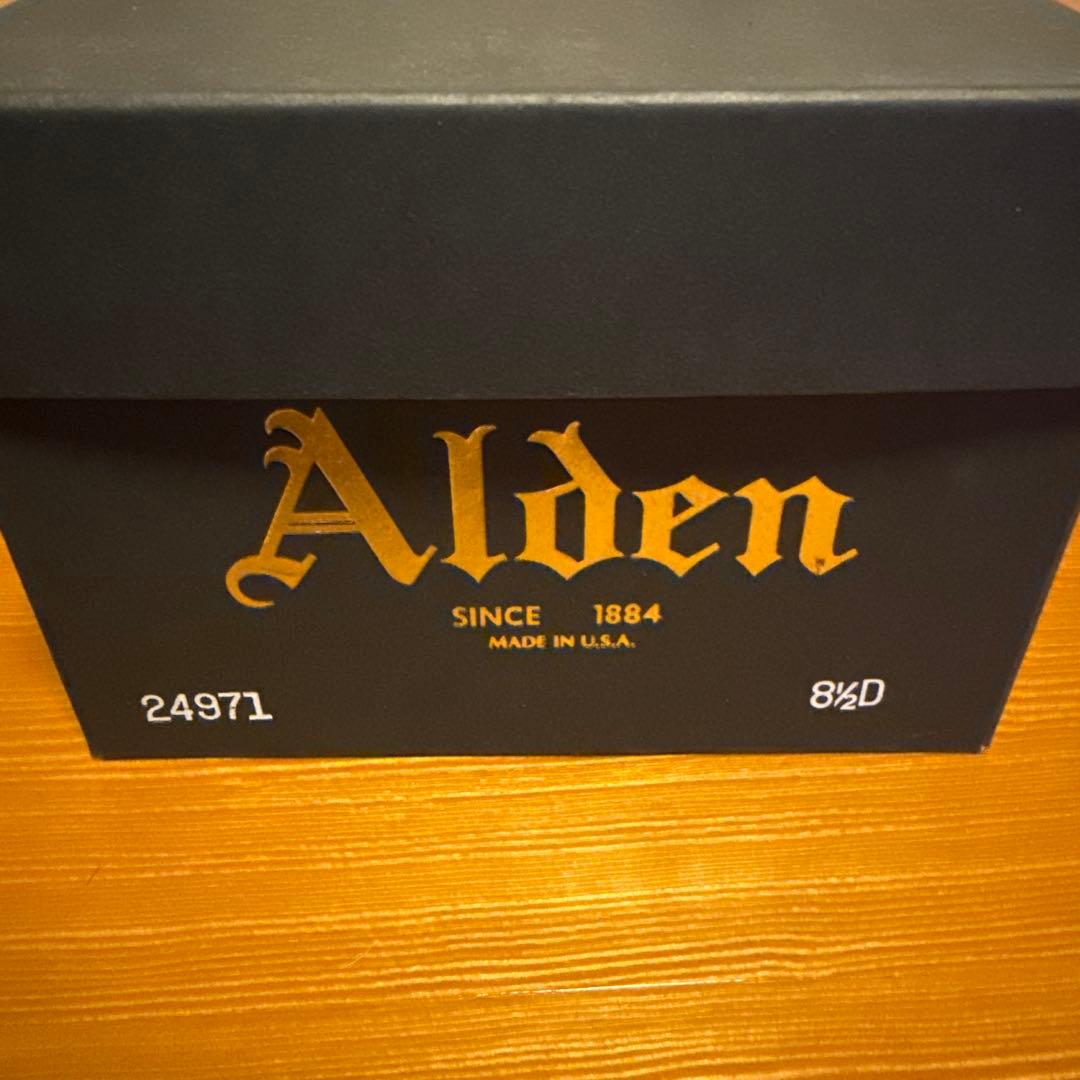 Alden
SINCE 1884
MADE IN U.S.A.
24971 8½D